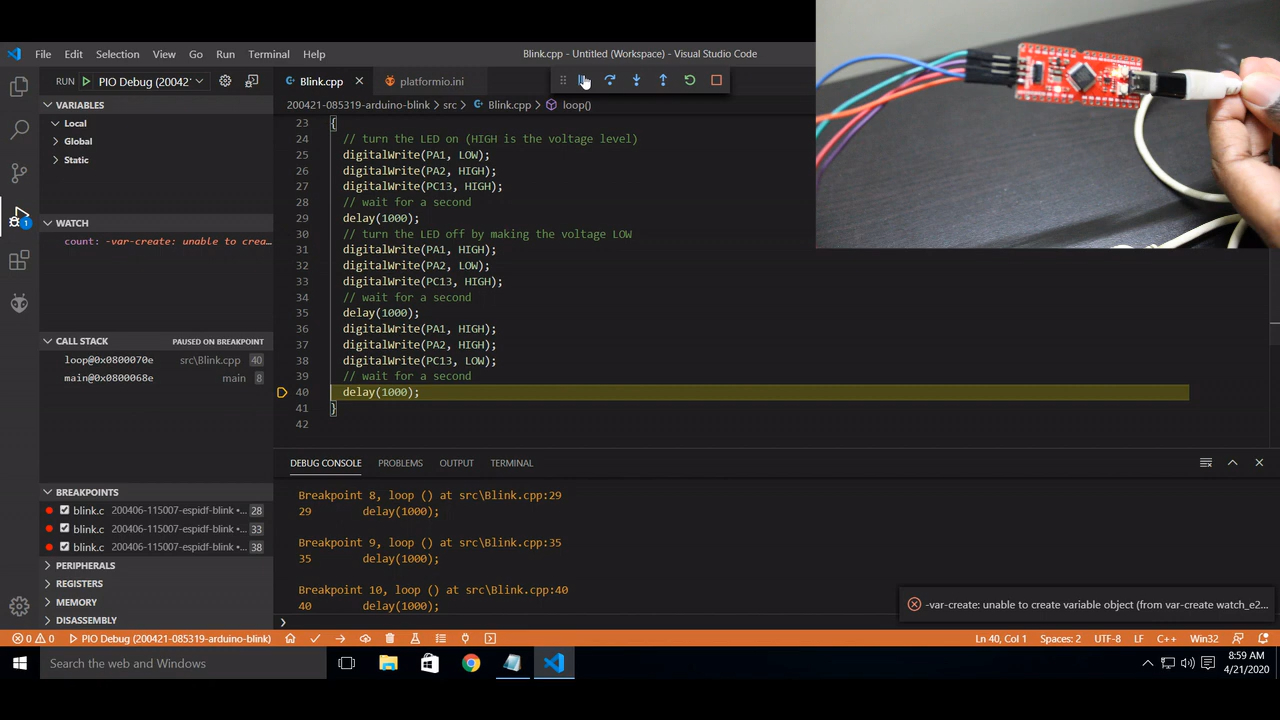 File Edit Selection View Go Run Terminal Help
Blink.cpp - Untitled (Workspace) - Visual Studio Code
RUN PIO Debug (20042
Blink.cpp
platformio.ini
200421-085319-arduino-blink > src > Blink.cpp > loop()
VARIABLES
Local
Global
Static
WATCH
count: -var-create: unable to crea…
CALL STACK PAUSED ON BREAKPOINT
loop@0x0800070e src\Blink.cpp 40
main@0x0800068e main 8
BREAKPOINTS
blink.c 200406-115007-espidf-blink •… 28
blink.c 200406-115007-espidf-blink •… 33
blink.c 200406-115007-espidf-blink •… 38
PERIPHERALS
REGISTERS
MEMORY
DISASSEMBLY
23 {
24 // turn the LED on (HIGH is the voltage level)
25 digitalWrite(PA1, LOW);
26 digitalWrite(PA2, HIGH);
27 digitalWrite(PC13, HIGH);
28 // wait for a second
29 delay(1000);
30 // turn the LED off by making the voltage LOW
31 digitalWrite(PA1, HIGH);
32 digitalWrite(PA2, LOW);
33 digitalWrite(PC13, HIGH);
34 // wait for a second
35 delay(1000);
36 digitalWrite(PA1, HIGH);
37 digitalWrite(PA2, HIGH);
38 digitalWrite(PC13, LOW);
39 // wait for a second
40 delay(1000);
41 }
42
DEBUG CONSOLE PROBLEMS OUTPUT TERMINAL
Breakpoint 8, loop () at src\Blink.cpp:29
29 delay(1000);
Breakpoint 9, loop () at src\Blink.cpp:35
35 delay(1000);
Breakpoint 10, loop () at src\Blink.cpp:40
40 delay(1000);
-var-create: unable to create variable object (from var-create watch_e2…
0 0 PIO Debug (200421-085319-arduino-blink)
Ln 40, Col 1 Spaces: 2 UTF-8 LF C++ Win32
Search the web and Windows
8:59 AM
4/21/2020
1